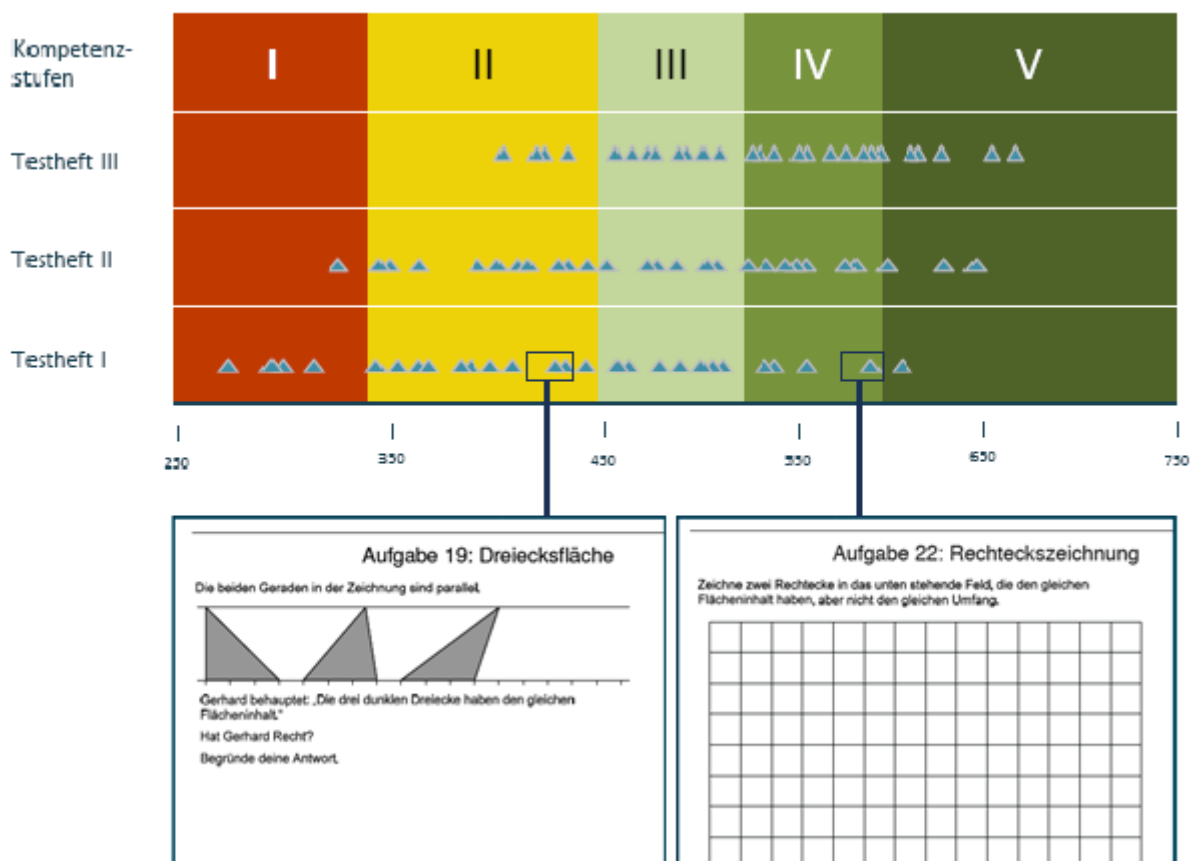 Kompetenz-
stufen
I
II
III
IV
V
Testheft III
Testheft II
Testheft I
250
350
450
550
650
750
Aufgabe 19: Dreiecksfläche
Die beiden Geraden in der Zeichnung sind parallel.
Gerhard behauptet: „Die drei dunklen Dreiecke haben den gleichen
Flächeninhalt.“
Hat Gerhard Recht?
Begründe deine Antwort.
Aufgabe 22: Rechteckszeichnung
Zeichne zwei Rechtecke in das unten stehende Feld, die den gleichen
Flächeninhalt haben, aber nicht den gleichen Umfang.